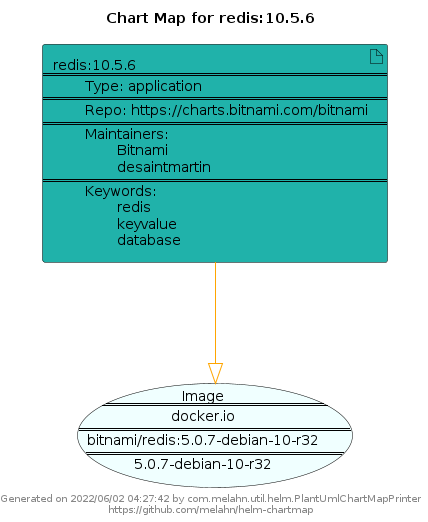 Chart Map for redis:10.5.6
redis:10.5.6
Type: application
Repo: https://charts.bitnami.com/bitnami
Maintainers:
Bitnami
desaintmartin
Keywords:
redis
keyvalue
database
Image
docker.io
bitnami/redis:5.0.7-debian-10-r32
5.0.7-debian-10-r32
Generated on 2022/06/02 04:27:42 by com.melahn.util.helm.PlantUmlChartMapPrinter
https://github.com/melahn/helm-chartmap